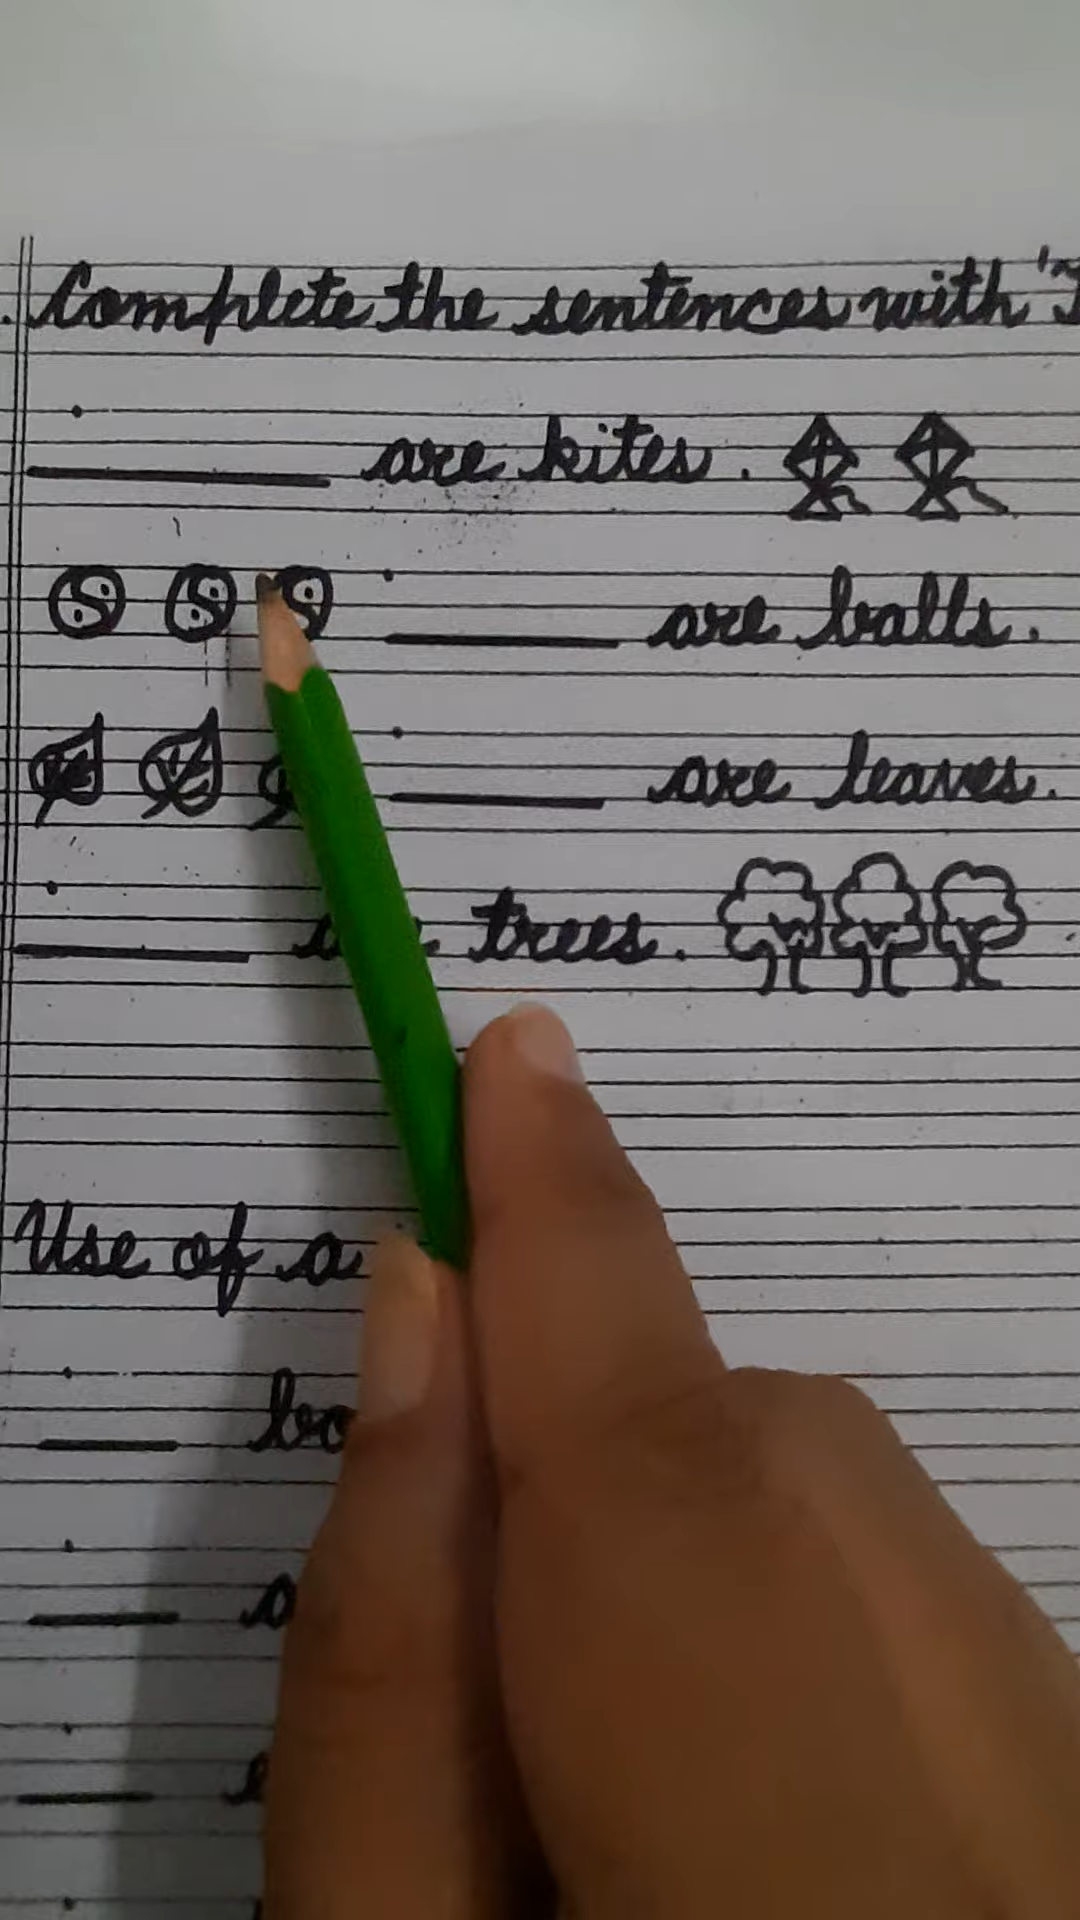 Complete the sentences with
are kites.
are balls.
are leaves.
trees.
Use of a